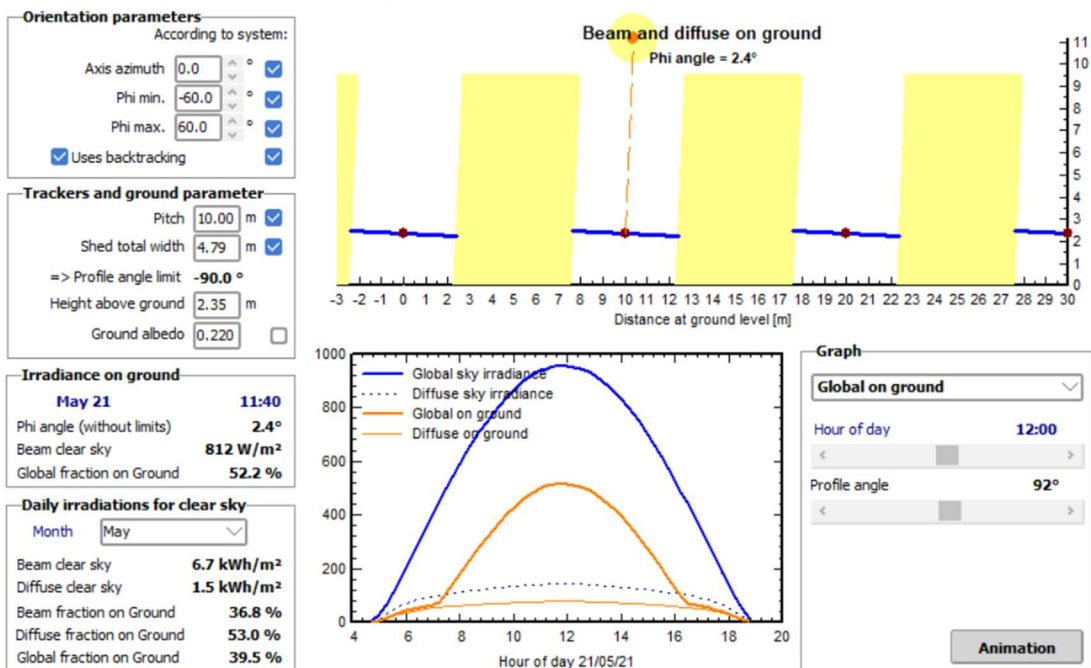 Orientation parameters
According to system:
Axis azimuth 0.0 °
Phi min. -60.0 °
Phi max. 60.0 °
Uses backtracking
Trackers and ground parameter
Pitch 10.00 m
Shed total width 4.79 m
=> Profile angle limit -90.0 °
Height above ground 2.35 m
Ground albedo 0.220
Irradiance on ground
May 21 11:40
Phi angle (without limits) 2.4°
Beam clear sky 812 W/m²
Global fraction on Ground 52.2 %
Daily irradiations for clear sky
Month May
Beam clear sky 6.7 kWh/m²
Diffuse clear sky 1.5 kWh/m²
Beam fraction on Ground 36.8 %
Diffuse fraction on Ground 53.0 %
Global fraction on Ground 39.5 %
Beam and diffuse on ground
Phi angle = 2.4°
11
10
9
8
7
6
5
4
3
2
1
0
-3 -2 -1 0 1 2 3 4 5 6 7 8 9 10 11 12 13 14 15 16 17 18 19 20 21 22 23 24 25 26 27 28 29 30
Distance at ground level [m]
1000
800
600
400
200
0
Global sky irradiance
Diffuse sky irradiance
Global on ground
Diffuse on ground
4 6 8 10 12 14 16 18 20
Hour of day 21/05/21
Graph
Global on ground
Hour of day 12:00
Profile angle 92°
Animation